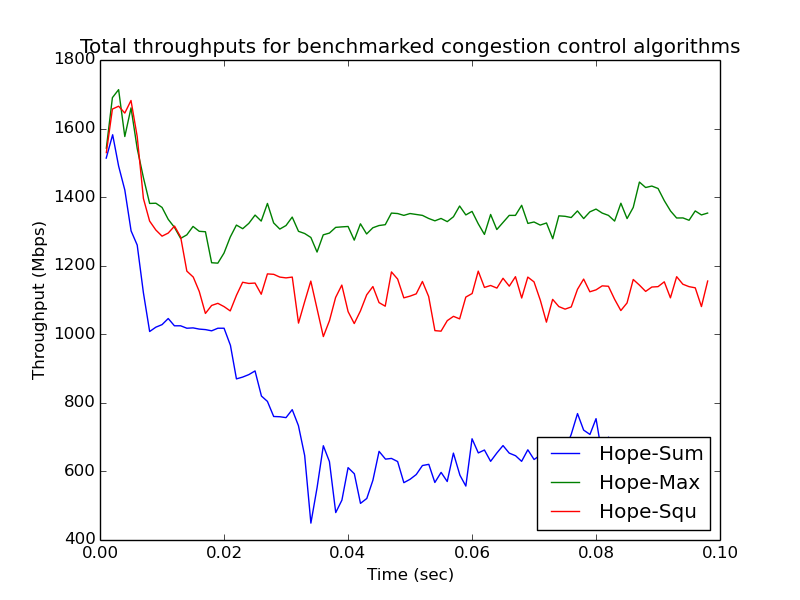 Total throughputs for benchmarked congestion control algorithms
1800
1600
1400
1200
1000
800
600
400
Throughput (Mbps)
0.00 0.02 0.04 0.06 0.08 0.10
Time (sec)
Hope-Sum
Hope-Max
Hope-Squ